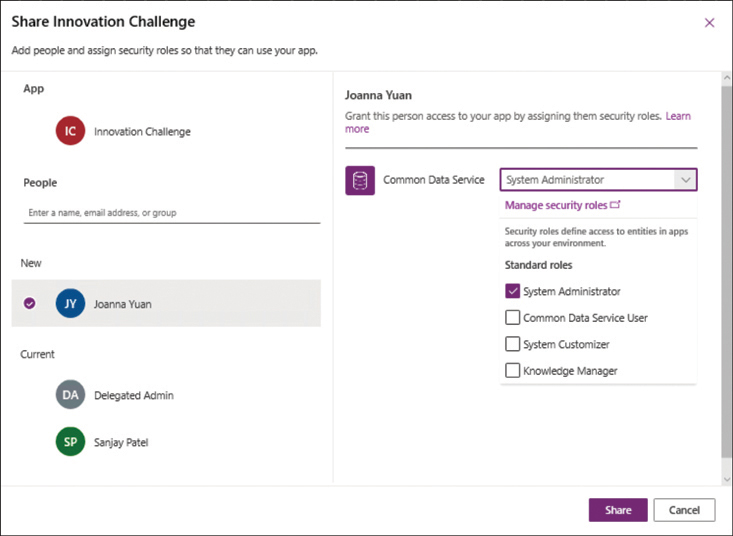 Share Innovation Challenge
Add people and assign security roles so that they can use your app.
App
IC Innovation Challenge
People
Enter a name, email address, or group
New
JY Joanna Yuan
Current
DA Delegated Admin
SP Sanjay Patel
Joanna Yuan
Grant this person access to your app by assigning them security roles. Learn
more
Common Data Service System Administrator
Manage security roles
Security roles define access to entities in apps
across your environment.
Standard roles
System Administrator
Common Data Service User
System Customizer
Knowledge Manager
Share Cancel